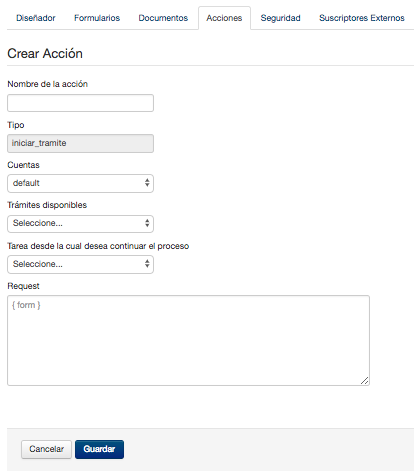 Diseñador Formularios Documentos Acciones Seguridad Suscriptores Externos
Crear Acción
Nombre de la acción
Tipo
iniciar_tramite
Cuentas
default
Trámites disponibles
Seleccione...
Tarea desde la cual desea continuar el proceso
Seleccione...
Request
{ form }
Cancelar Guardar